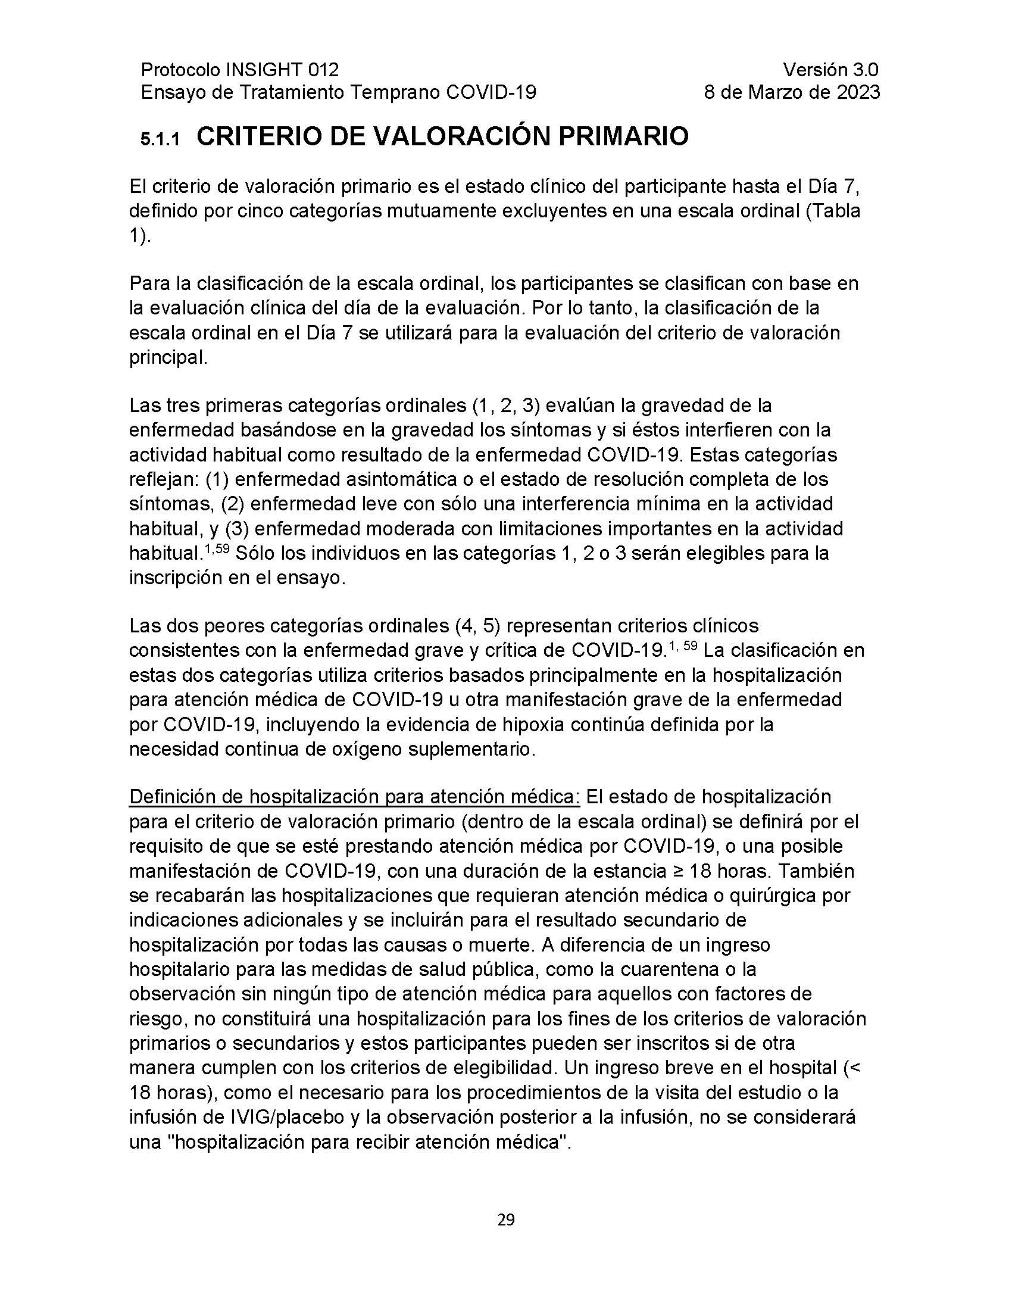 Protocolo INSIGHT 012 Versión 3.0
Ensayo de Tratamiento Temprano COVID-19 8 de Marzo de 2023
5.1.1 CRITERIO DE VALORACIÓN PRIMARIO
El criterio de valoración primario es el estado clínico del participante hasta el Día 7,
definido por cinco categorías mutuamente excluyentes en una escala ordinal (Tabla
1).
Para la clasificación de la escala ordinal, los participantes se clasifican con base en
la evaluación clínica del día de la evaluación. Por lo tanto, la clasificación de la
escala ordinal en el Día 7 se utilizará para la evaluación del criterio de valoración
principal.
Las tres primeras categorías ordinales (1, 2, 3) evalúan la gravedad de la
enfermedad basándose en la gravedad los síntomas y si éstos interfieren con la
actividad habitual como resultado de la enfermedad COVID-19. Estas categorías
reflejan: (1) enfermedad asintomática o el estado de resolución completa de los
síntomas, (2) enfermedad leve con sólo una interferencia mínima en la actividad
habitual, y (3) enfermedad moderada con limitaciones importantes en la actividad
habitual.1,59 Sólo los individuos en las categorías 1, 2 o 3 serán elegibles para la
inscripción en el ensayo.
Las dos peores categorías ordinales (4, 5) representan criterios clínicos
consistentes con la enfermedad grave y crítica de COVID-19.1, 59 La clasificación en
estas dos categorías utiliza criterios basados principalmente en la hospitalización
para atención médica de COVID-19 u otra manifestación grave de la enfermedad
por COVID-19, incluyendo la evidencia de hipoxia continúa definida por la
necesidad continua de oxígeno suplementario.
Definición de hospitalización para atención médica: El estado de hospitalización
para el criterio de valoración primario (dentro de la escala ordinal) se definirá por el
requisito de que se esté prestando atención médica por COVID-19, o una posible
manifestación de COVID-19, con una duración de la estancia ≥ 18 horas. También
se recabarán las hospitalizaciones que requieran atención médica o quirúrgica por
indicaciones adicionales y se incluirán para el resultado secundario de
hospitalización por todas las causas o muerte. A diferencia de un ingreso
hospitalario para las medidas de salud pública, como la cuarentena o la
observación sin ningún tipo de atención médica para aquellos con factores de
riesgo, no constituirá una hospitalización para los fines de los criterios de valoración
primarios o secundarios y estos participantes pueden ser inscritos si de otra
manera cumplen con los criterios de elegibilidad. Un ingreso breve en el hospital (<
18 horas), como el necesario para los procedimientos de la visita del estudio o la
infusión de IVIG/placebo y la observación posterior a la infusión, no se considerará
una "hospitalización para recibir atención médica".
29